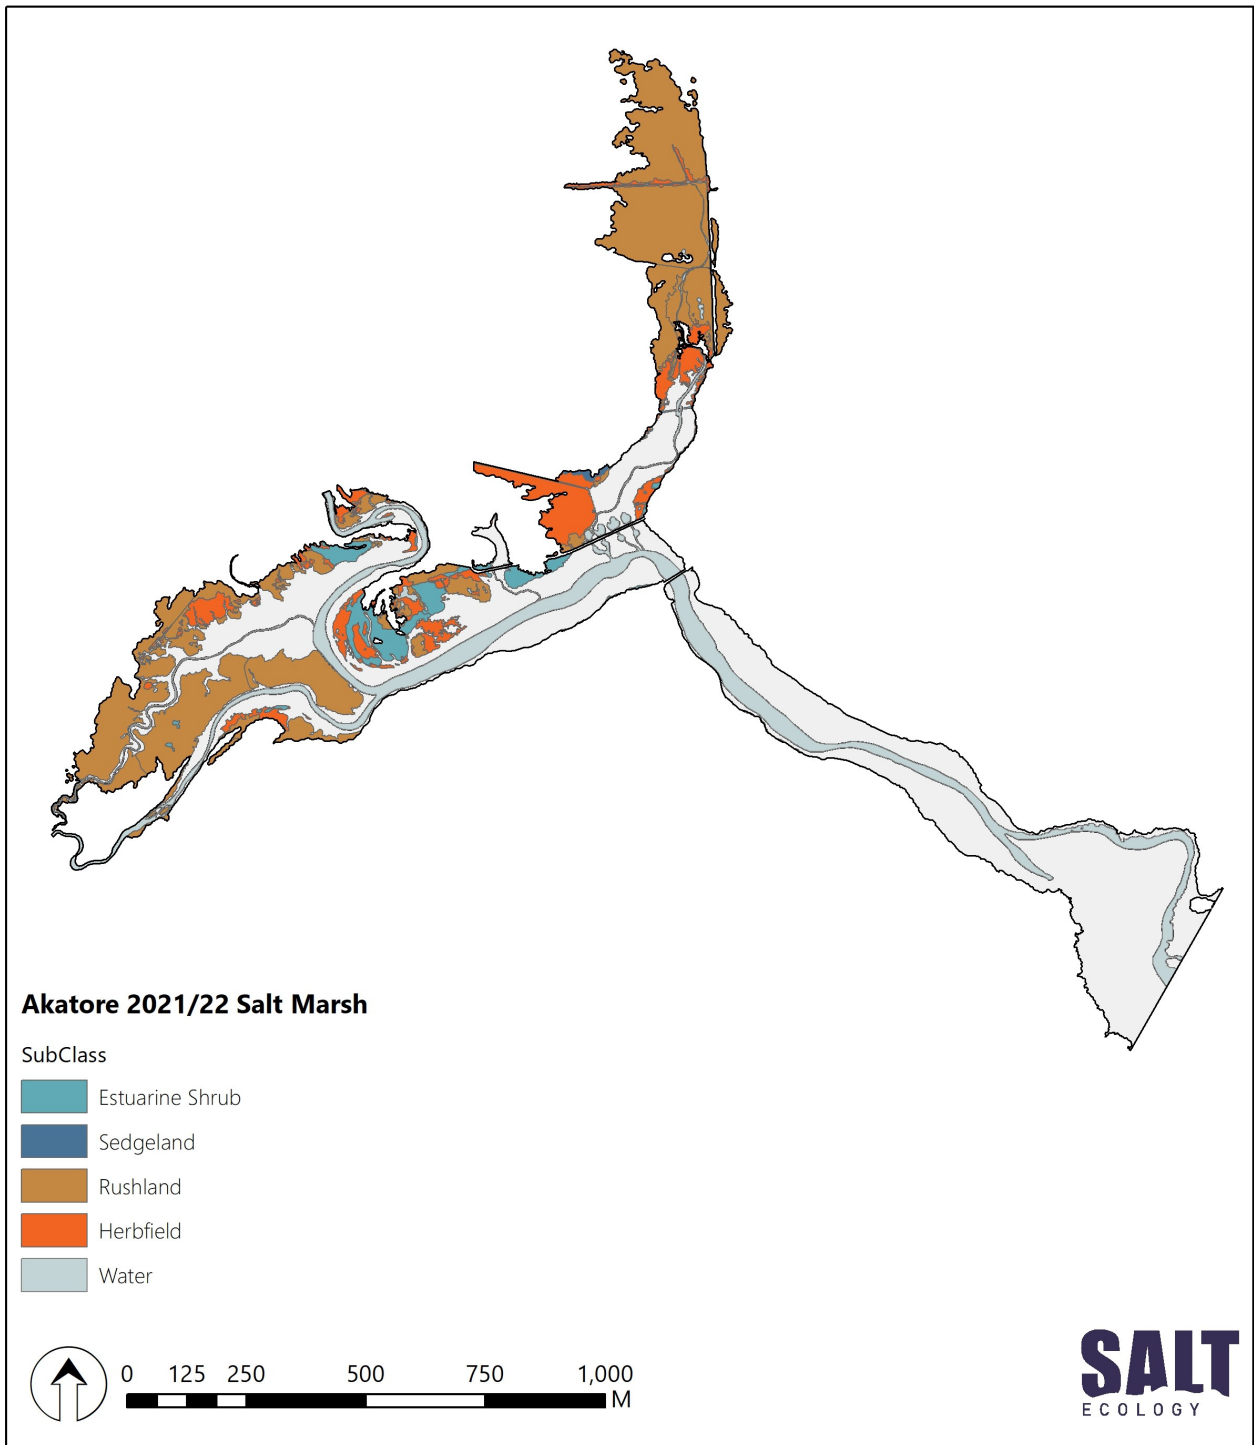 Akatore 2021/22 Salt Marsh
SubClass
Estuarine Shrub
Sedgeland
Rushland
Herbfield
Water
0 125 250 500 750 1,000
M
SALT
ECOLOGY